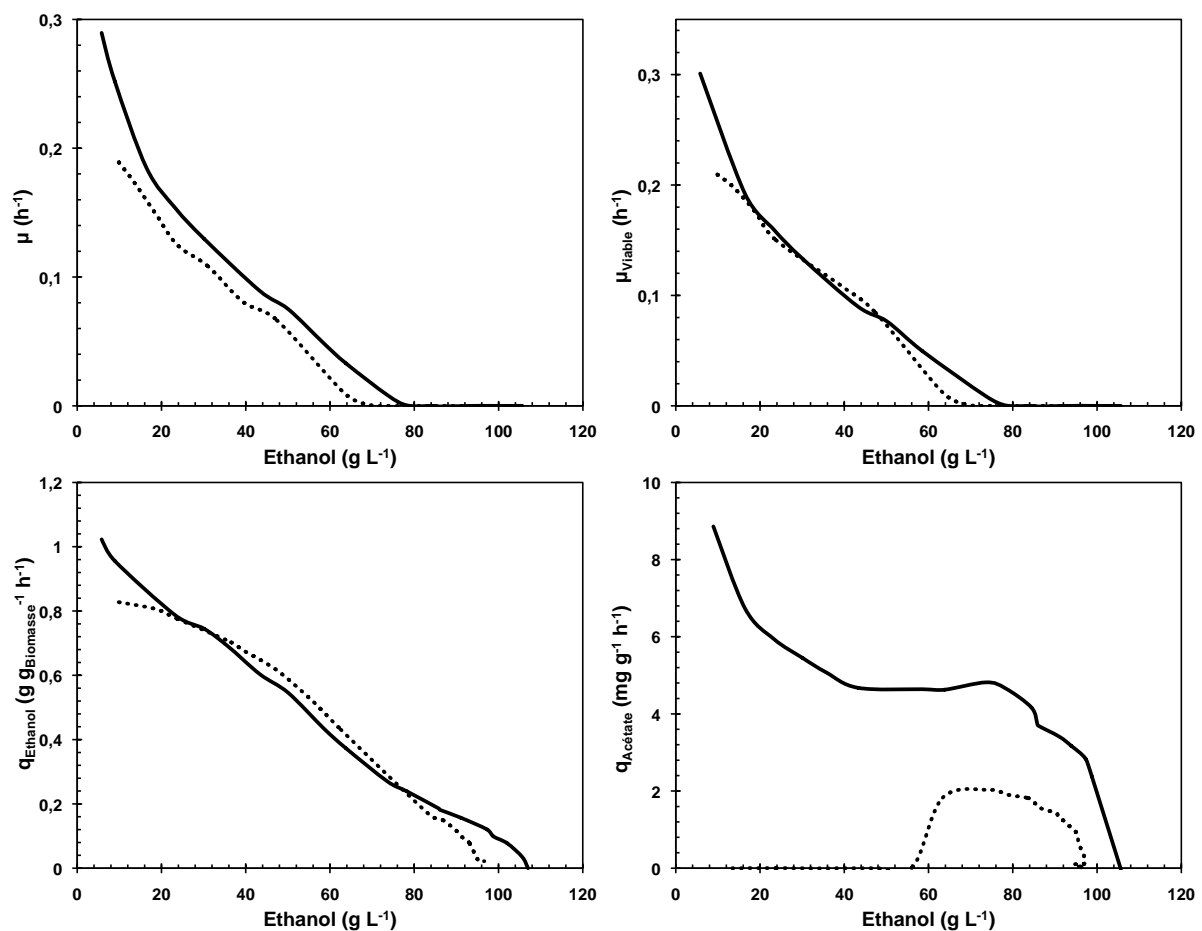 0,3
0,2
0,1
0
0 20 40 60 80 100 120
µ (h-1)
Ethanol (g L-1)
0,3
0,2
0,1
0
0 20 40 60 80 100 120
µViable (h-1)
Ethanol (g L-1)
1,2
1
0,8
0,6
0,4
0,2
0
0 20 40 60 80 100 120
qEthanol (g gBiomasse-1 h-1)
Ethanol (g L-1)
10
8
6
4
2
0
0 20 40 60 80 100 120
qAcétate (mg g-1 h-1)
Ethanol (g L-1)